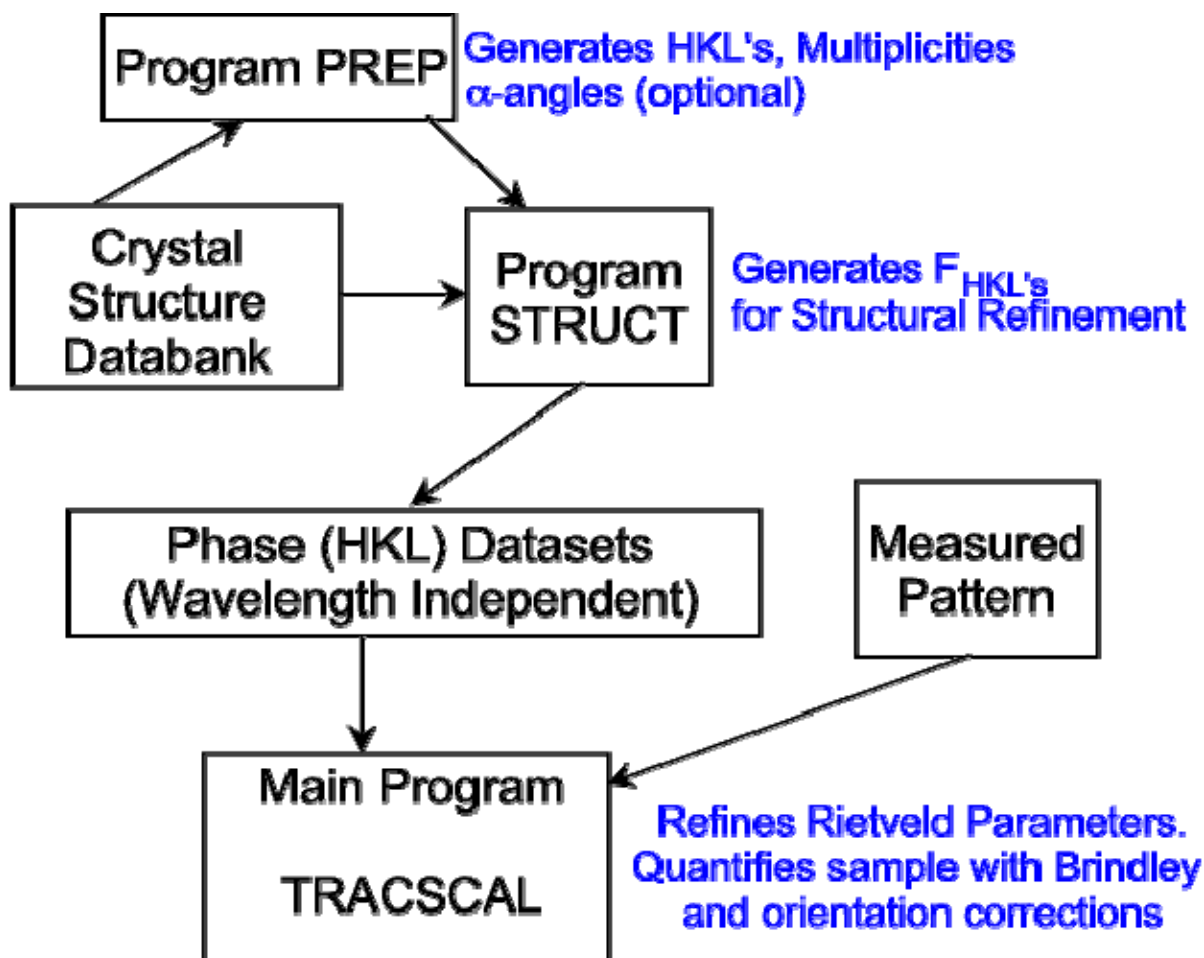 Program PREP
Generates HKL's, Multiplicities
α-angles (optional)
Crystal
Structure
Databank
Program
STRUCT
Generates F_HKL's
for Structural Refinement
Phase (HKL) Datasets
(Wavelength Independent)
Measured
Pattern
Main Program
TRACSCAL
Refines Rietveld Parameters.
Quantifies sample with Brindley
and orientation corrections